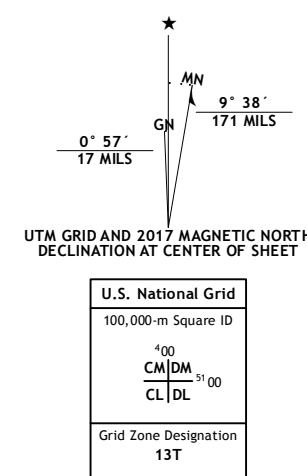 ★
MN
9° 38´
171 MILS
GN
0° 57´
17 MILS
UTM GRID AND 2017 MAGNETIC NORTH
DECLINATION AT CENTER OF SHEET
U.S. National Grid
100,000-m Square ID
⁴00
CM DM
⁵¹00
CL DL
Grid Zone Designation
13T